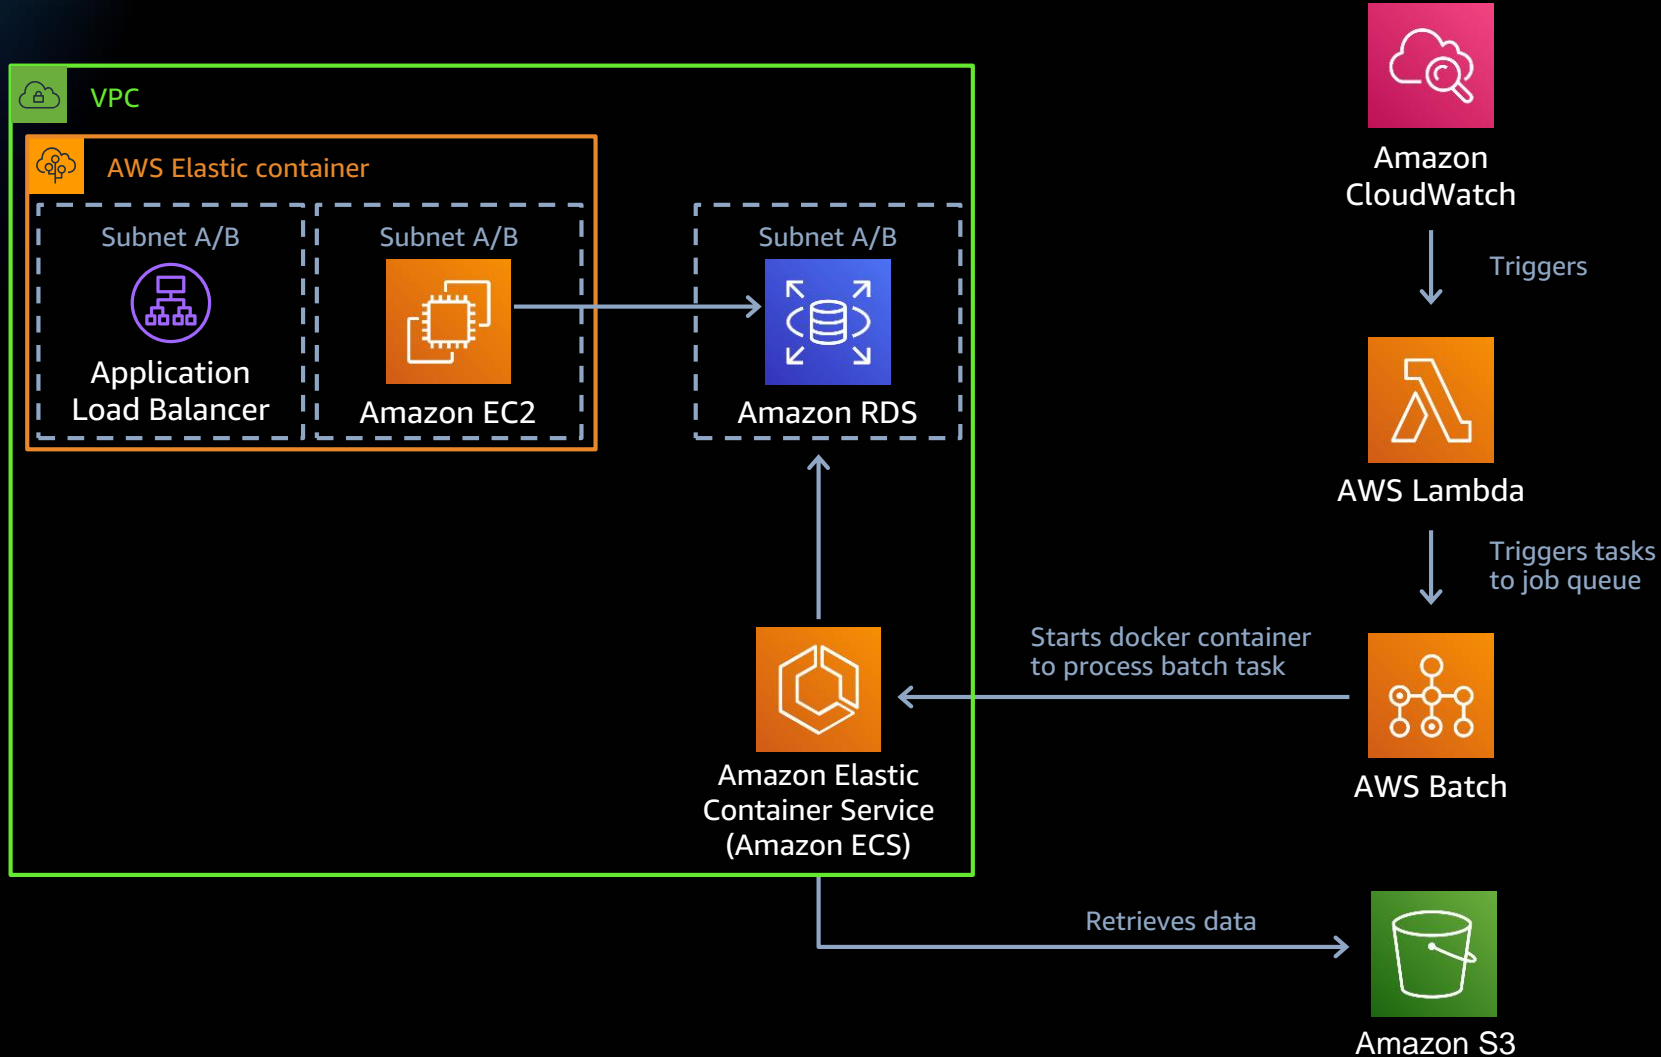 VPC
AWS Elastic container
Subnet A/B
Application
Load Balancer
Subnet A/B
Amazon EC2
Subnet A/B
Amazon RDS
Amazon
CloudWatch
Triggers
AWS Lambda
Triggers tasks
to job queue
AWS Batch
Starts docker container
to process batch task
Amazon Elastic
Container Service
(Amazon ECS)
Retrieves data
Amazon S3